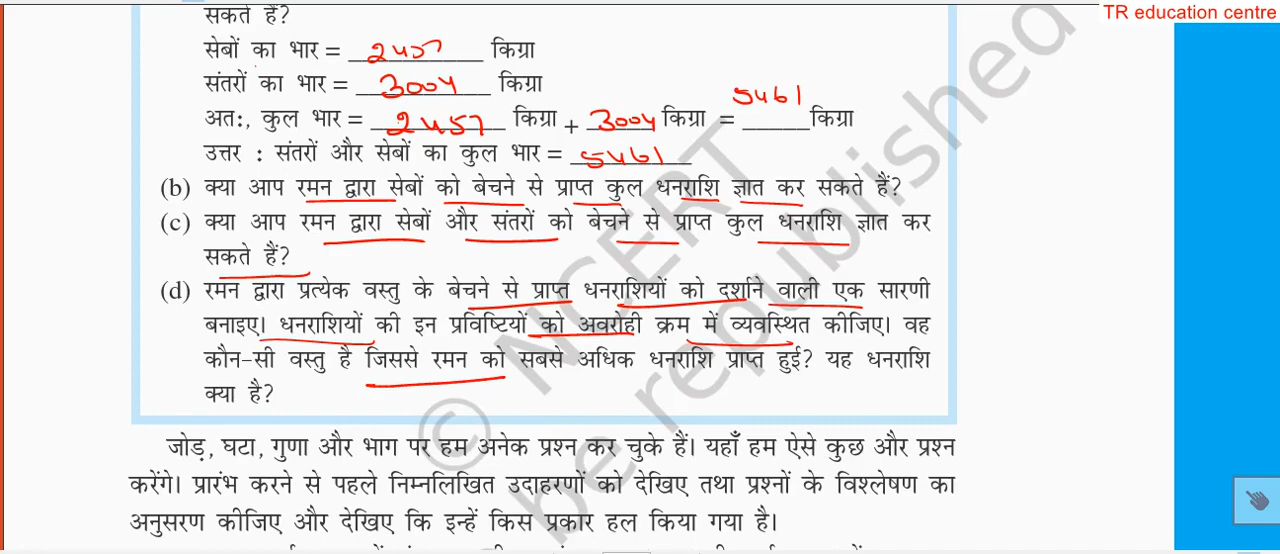 TR education centre
सकते हैं?
सेबों का भार = 2457 किग्रा
संतरों का भार = 3004 किग्रा
5461
अतः, कुल भार = 2457 किग्रा + 3004 किग्रा = _____ किग्रा
उत्तर : संतरों और सेबों का कुल भार = 5461
(b) क्या आप रमन द्वारा सेबों को बेचने से प्राप्त कुल धनराशि ज्ञात कर सकते हैं?
(c) क्या आप रमन द्वारा सेबों और संतरों को बेचने से प्राप्त कुल धनराशि ज्ञात कर
सकते हैं?
(d) रमन द्वारा प्रत्येक वस्तु के बेचने से प्राप्त धनराशियों को दर्शाने वाली एक सारणी
बनाइए। धनराशियों की इन प्रविष्टियों को अवरोही क्रम में व्यवस्थित कीजिए। वह
कौन-सी वस्तु है जिससे रमन को सबसे अधिक धनराशि प्राप्त हुई? यह धनराशि
क्या है?
जोड़, घटा, गुणा और भाग पर हम अनेक प्रश्न कर चुके हैं। यहाँ हम ऐसे कुछ और प्रश्न
करेंगे। प्रारंभ करने से पहले निम्नलिखित उदाहरणों को देखिए तथा प्रश्नों के विश्लेषण का
अनुसरण कीजिए और देखिए कि इन्हें किस प्रकार हल किया गया है।
© NCERT
be republished